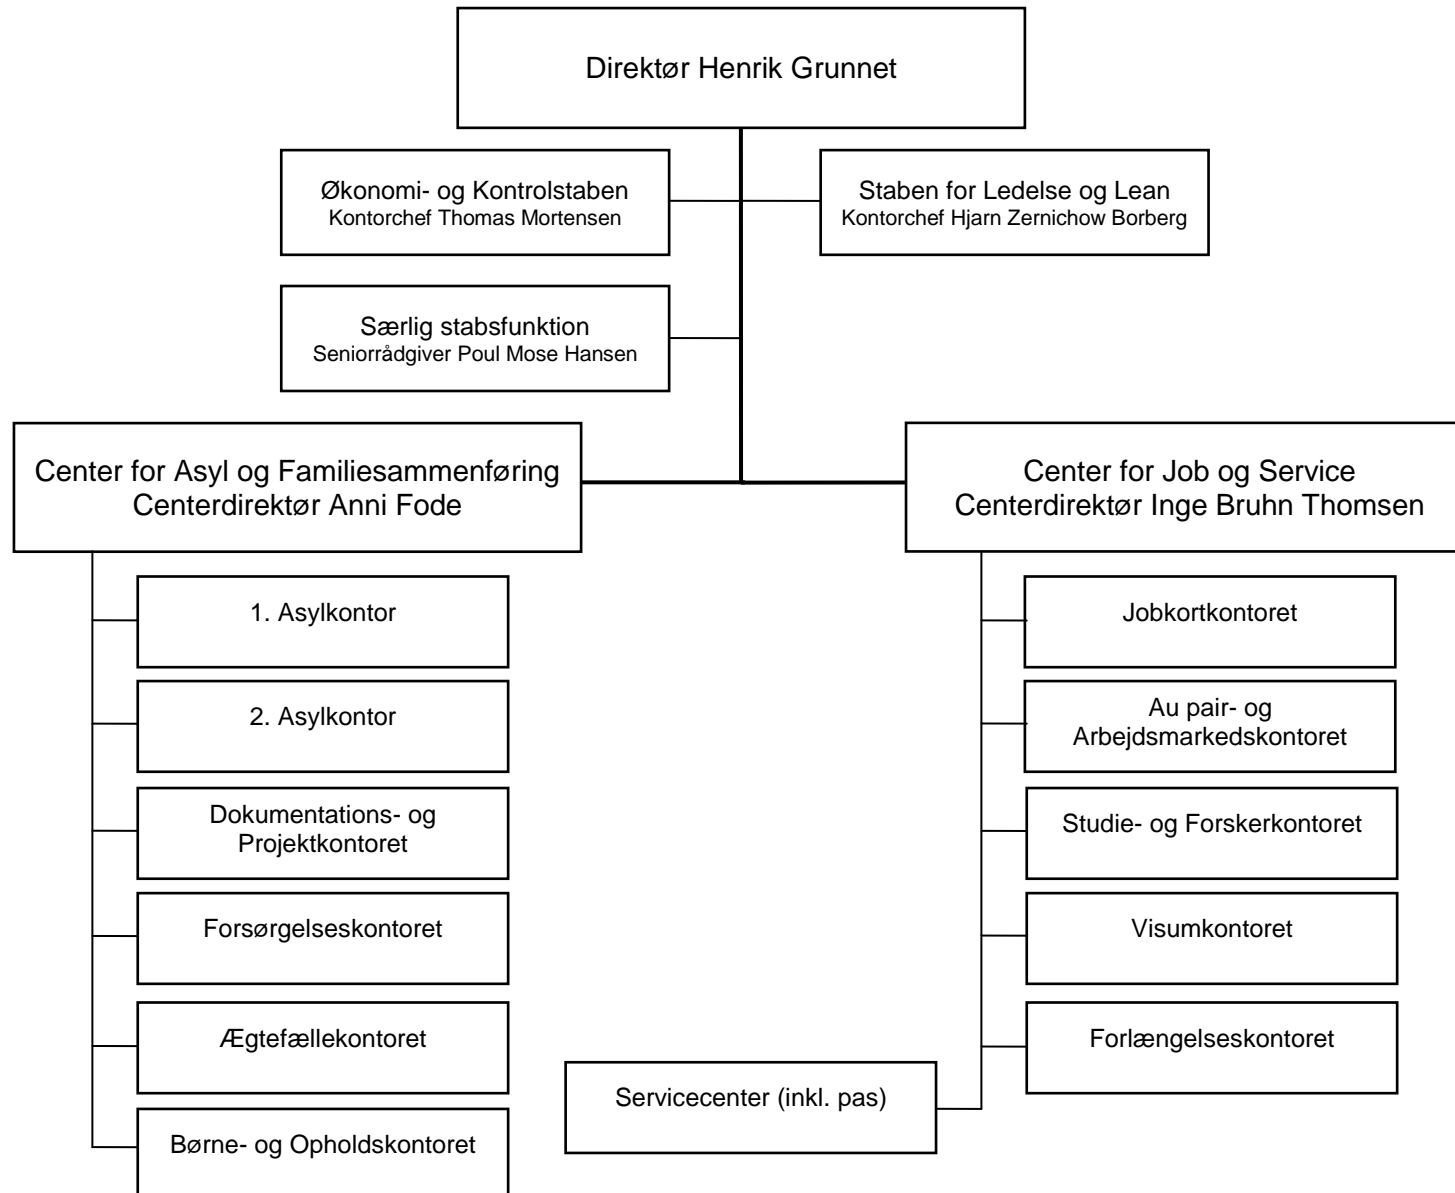 Direktør Henrik Grunnet
Økonomi- og Kontrolstaben
Kontorchef Thomas Mortensen
Staben for Ledelse og Lean
Kontorchef Hjarn Zernichow Borberg
Særlig stabsfunktion
Seniorrådgiver Poul Mose Hansen
Center for Asyl og Familiesammenføring
Centerdirektør Anni Fode
1. Asylkontor
2. Asylkontor
Dokumentations- og
Projektkontoret
Forsørgelseskontoret
Ægtefællekontoret
Børne- og Opholdskontoret
Center for Job og Service
Centerdirektør Inge Bruhn Thomsen
Jobkortkontoret
Au pair- og
Arbejdsmarkedskontoret
Studie- og Forskerkontoret
Visumkontoret
Forlængelseskontoret
Servicecenter (inkl. pas)